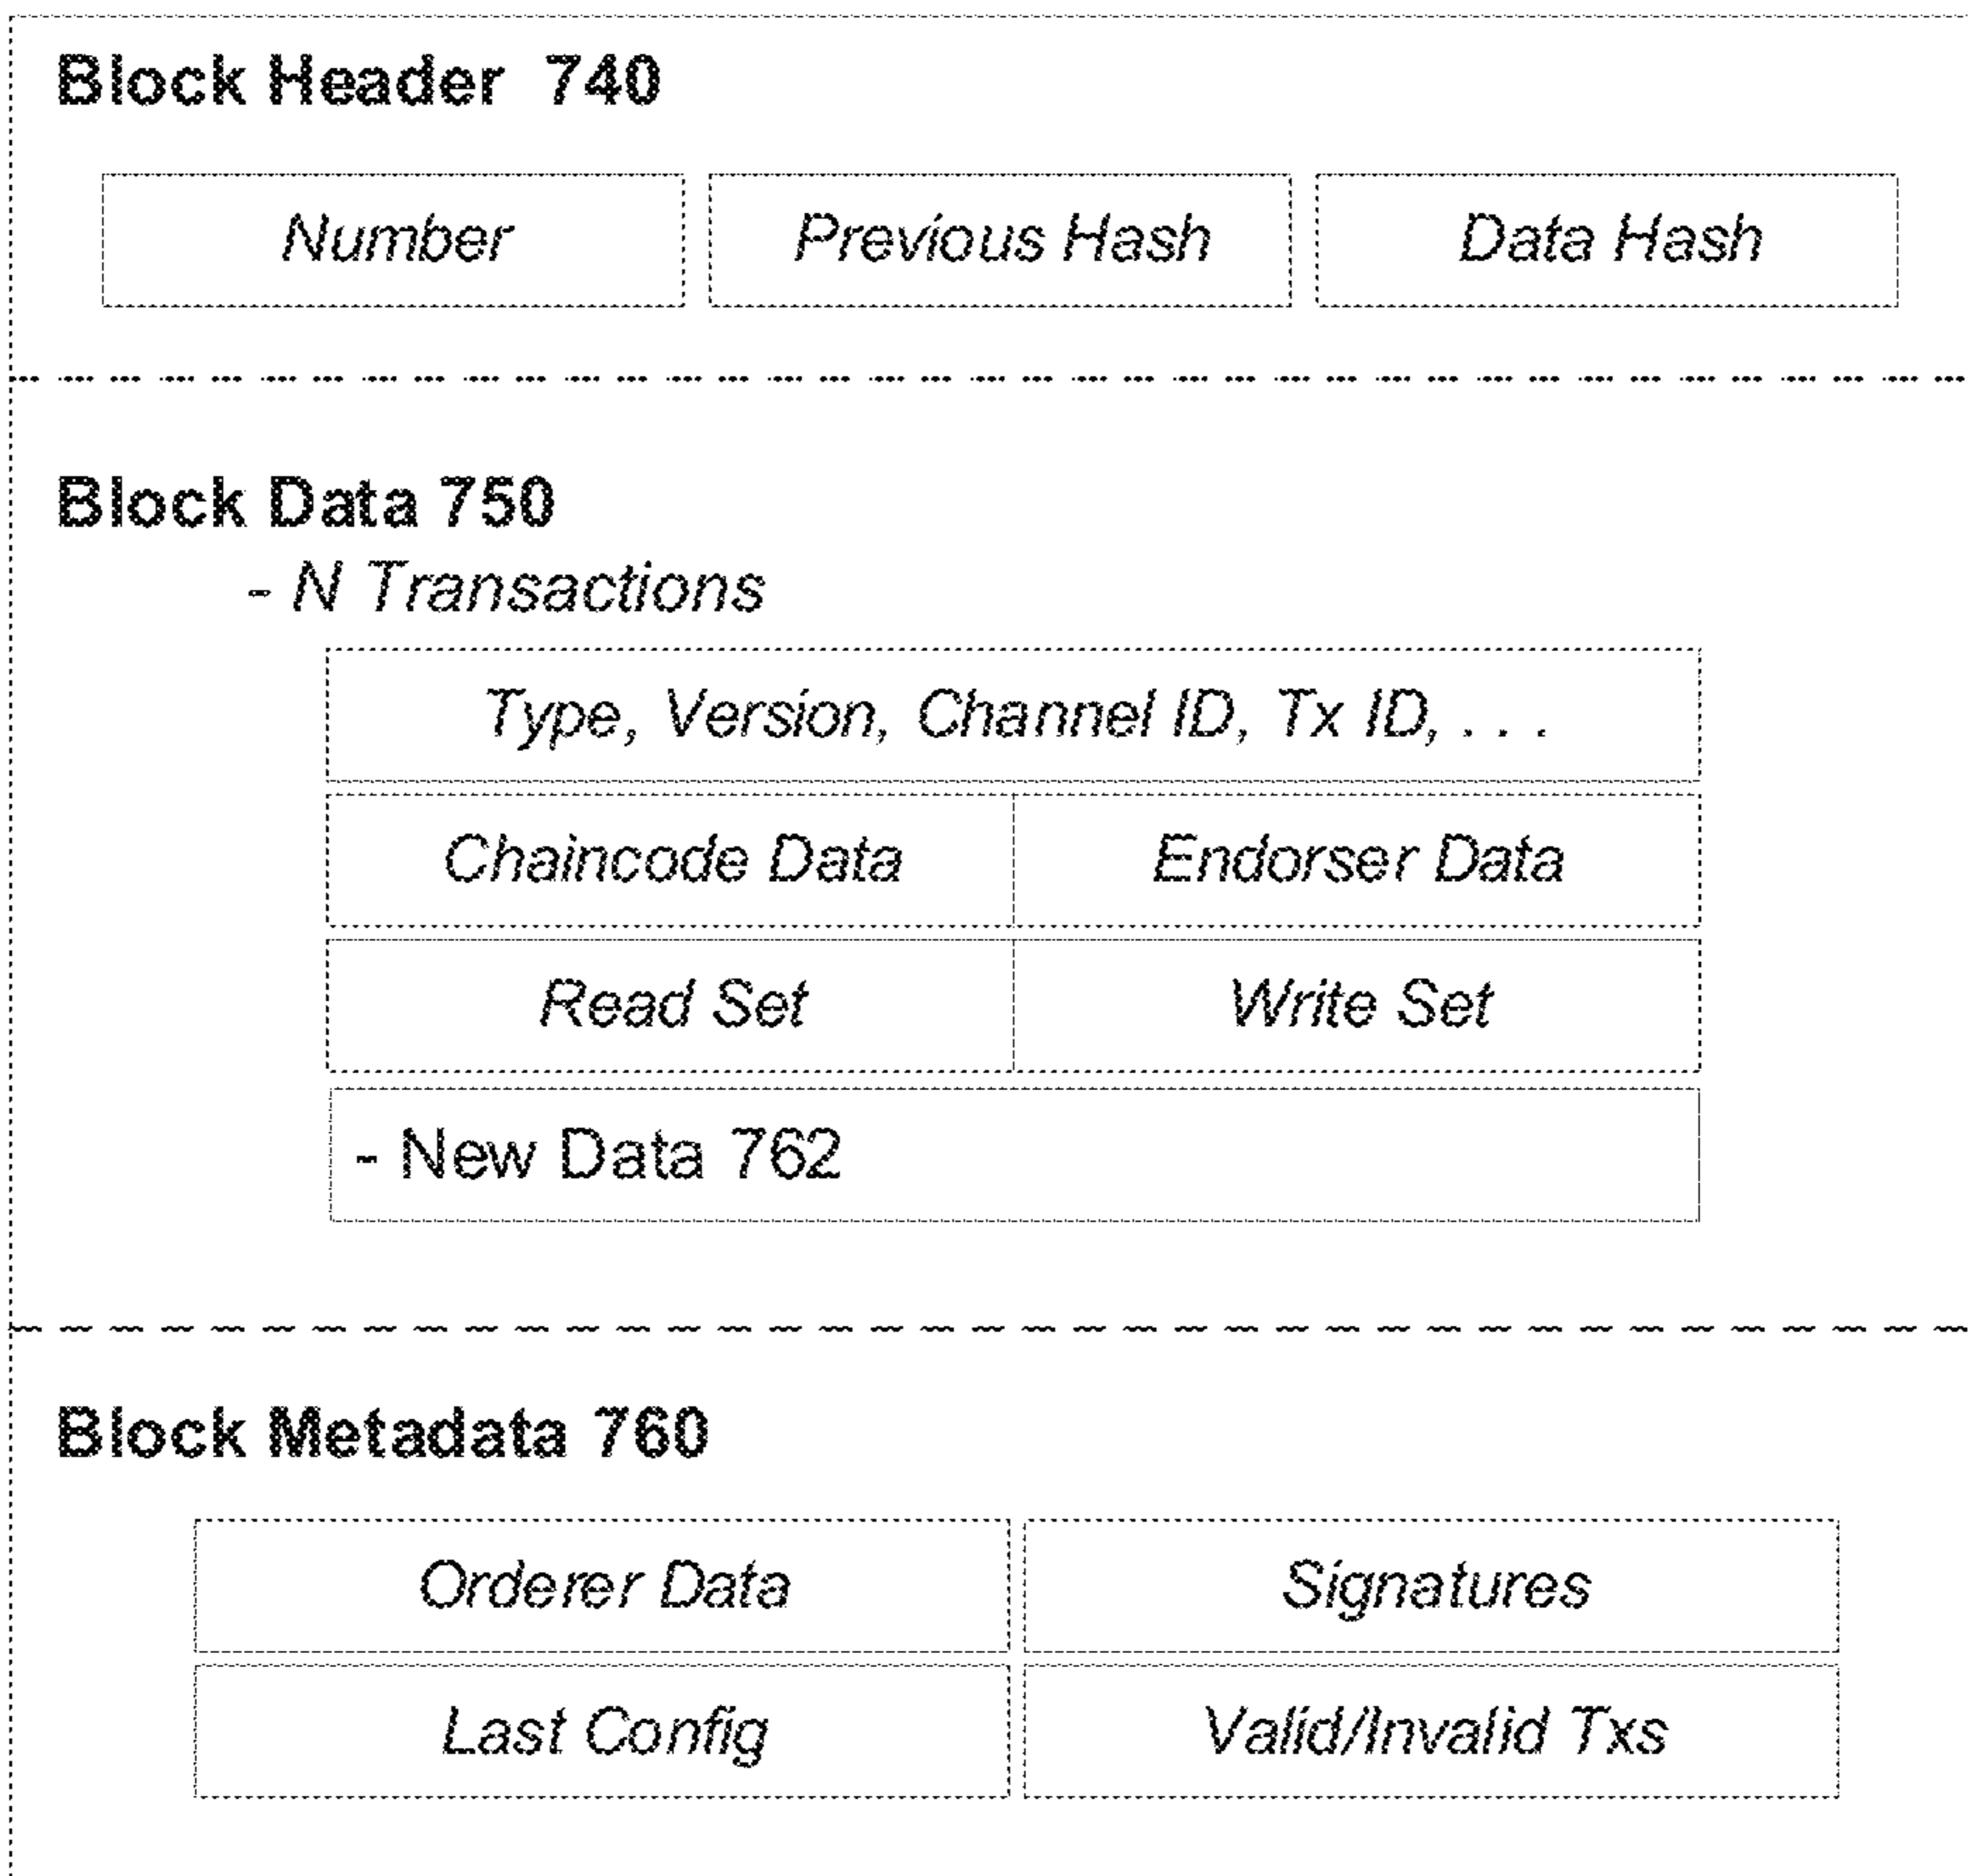 Block Header 740
Number Previous Hash Data Hash
Block Data 750
- N Transactions
Type, Version, Channel ID, Tx ID, . . .
Chaincode Data Endorser Data
Read Set Write Set
- New Data 762
Block Metadata 760
Orderer Data Signatures
Last Config Valid/Invalid Txs